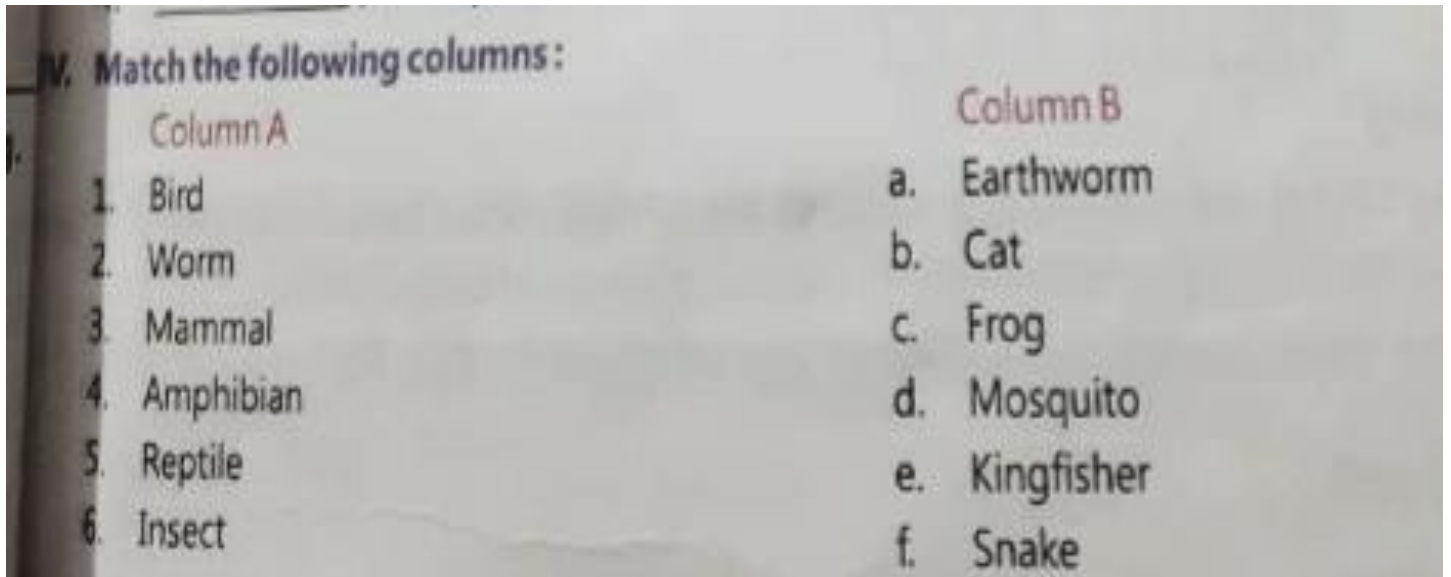 IV. Match the following columns:
Column A Column B
1. Bird a. Earthworm
2. Worm b. Cat
3. Mammal c. Frog
4. Amphibian d. Mosquito
5. Reptile e. Kingfisher
6. Insect f. Snake